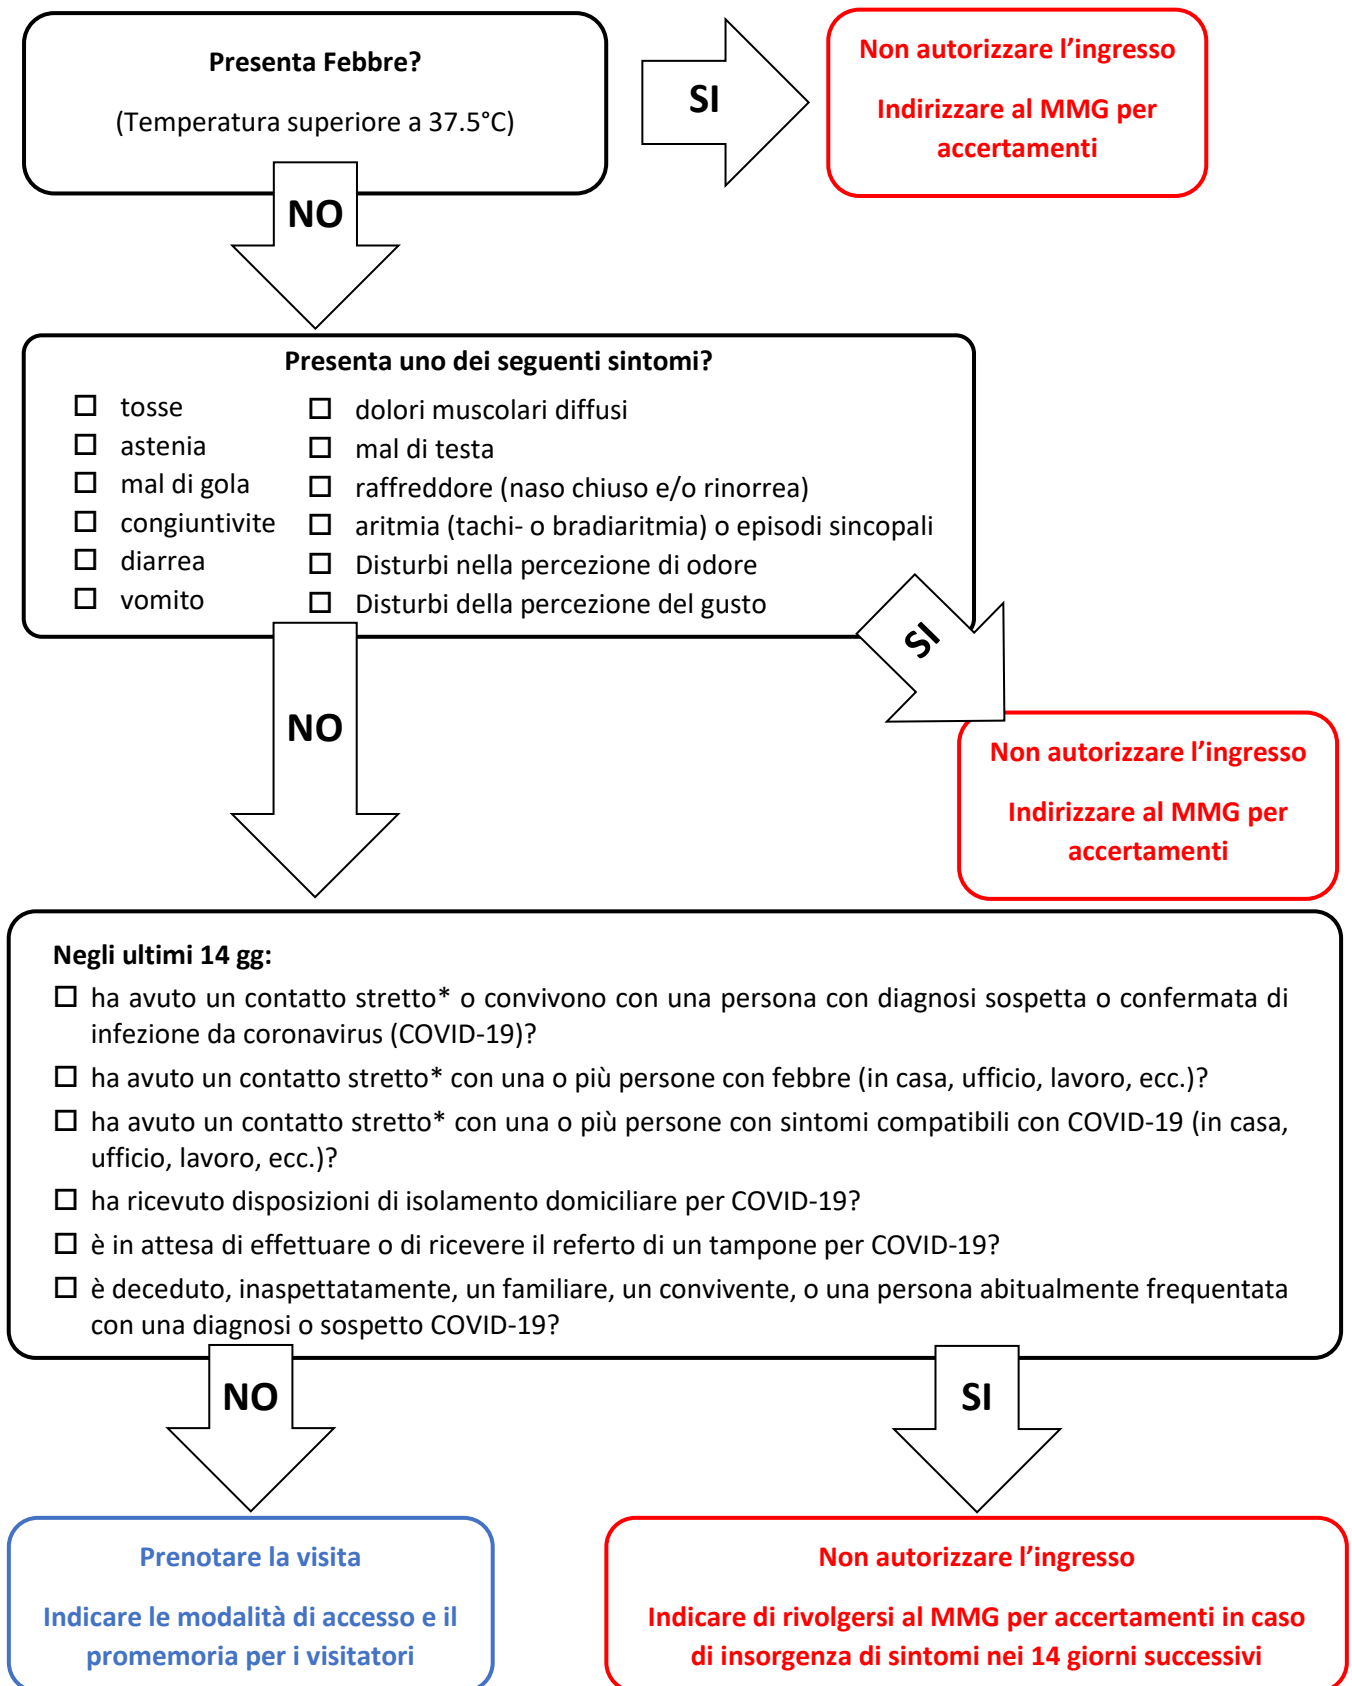 Presenta Febbre?
(Temperatura superiore a 37.5°C)
SI
Non autorizzare l’ingresso
Indirizzare al MMG per
accertamenti
NO
Presenta uno dei seguenti sintomi?
☐ tosse
☐ astenia
☐ mal di gola
☐ congiuntivite
☐ diarrea
☐ vomito
☐ dolori muscolari diffusi
☐ mal di testa
☐ raffreddore (naso chiuso e/o rinorrea)
☐ aritmia (tachi- o bradiaritmia) o episodi sincopali
☐ Disturbi nella percezione di odore
☐ Disturbi della percezione del gusto
SI
NO
Non autorizzare l’ingresso
Indirizzare al MMG per
accertamenti
Negli ultimi 14 gg:
☐ ha avuto un contatto stretto* o convivono con una persona con diagnosi sospetta o confermata di
infezione da coronavirus (COVID-19)?
☐ ha avuto un contatto stretto* con una o più persone con febbre (in casa, ufficio, lavoro, ecc.)?
☐ ha avuto un contatto stretto* con una o più persone con sintomi compatibili con COVID-19 (in casa,
ufficio, lavoro, ecc.)?
☐ ha ricevuto disposizioni di isolamento domiciliare per COVID-19?
☐ è in attesa di effettuare o di ricevere il referto di un tampone per COVID-19?
☐ è deceduto, inaspettatamente, un familiare, un convivente, o una persona abitualmente frequentata
con una diagnosi o sospetto COVID-19?
NO
SI
Prenotare la visita
Indicare le modalità di accesso e il
promemoria per i visitatori
Non autorizzare l’ingresso
Indicare di rivolgersi al MMG per accertamenti in caso
di insorgenza di sintomi nei 14 giorni successivi